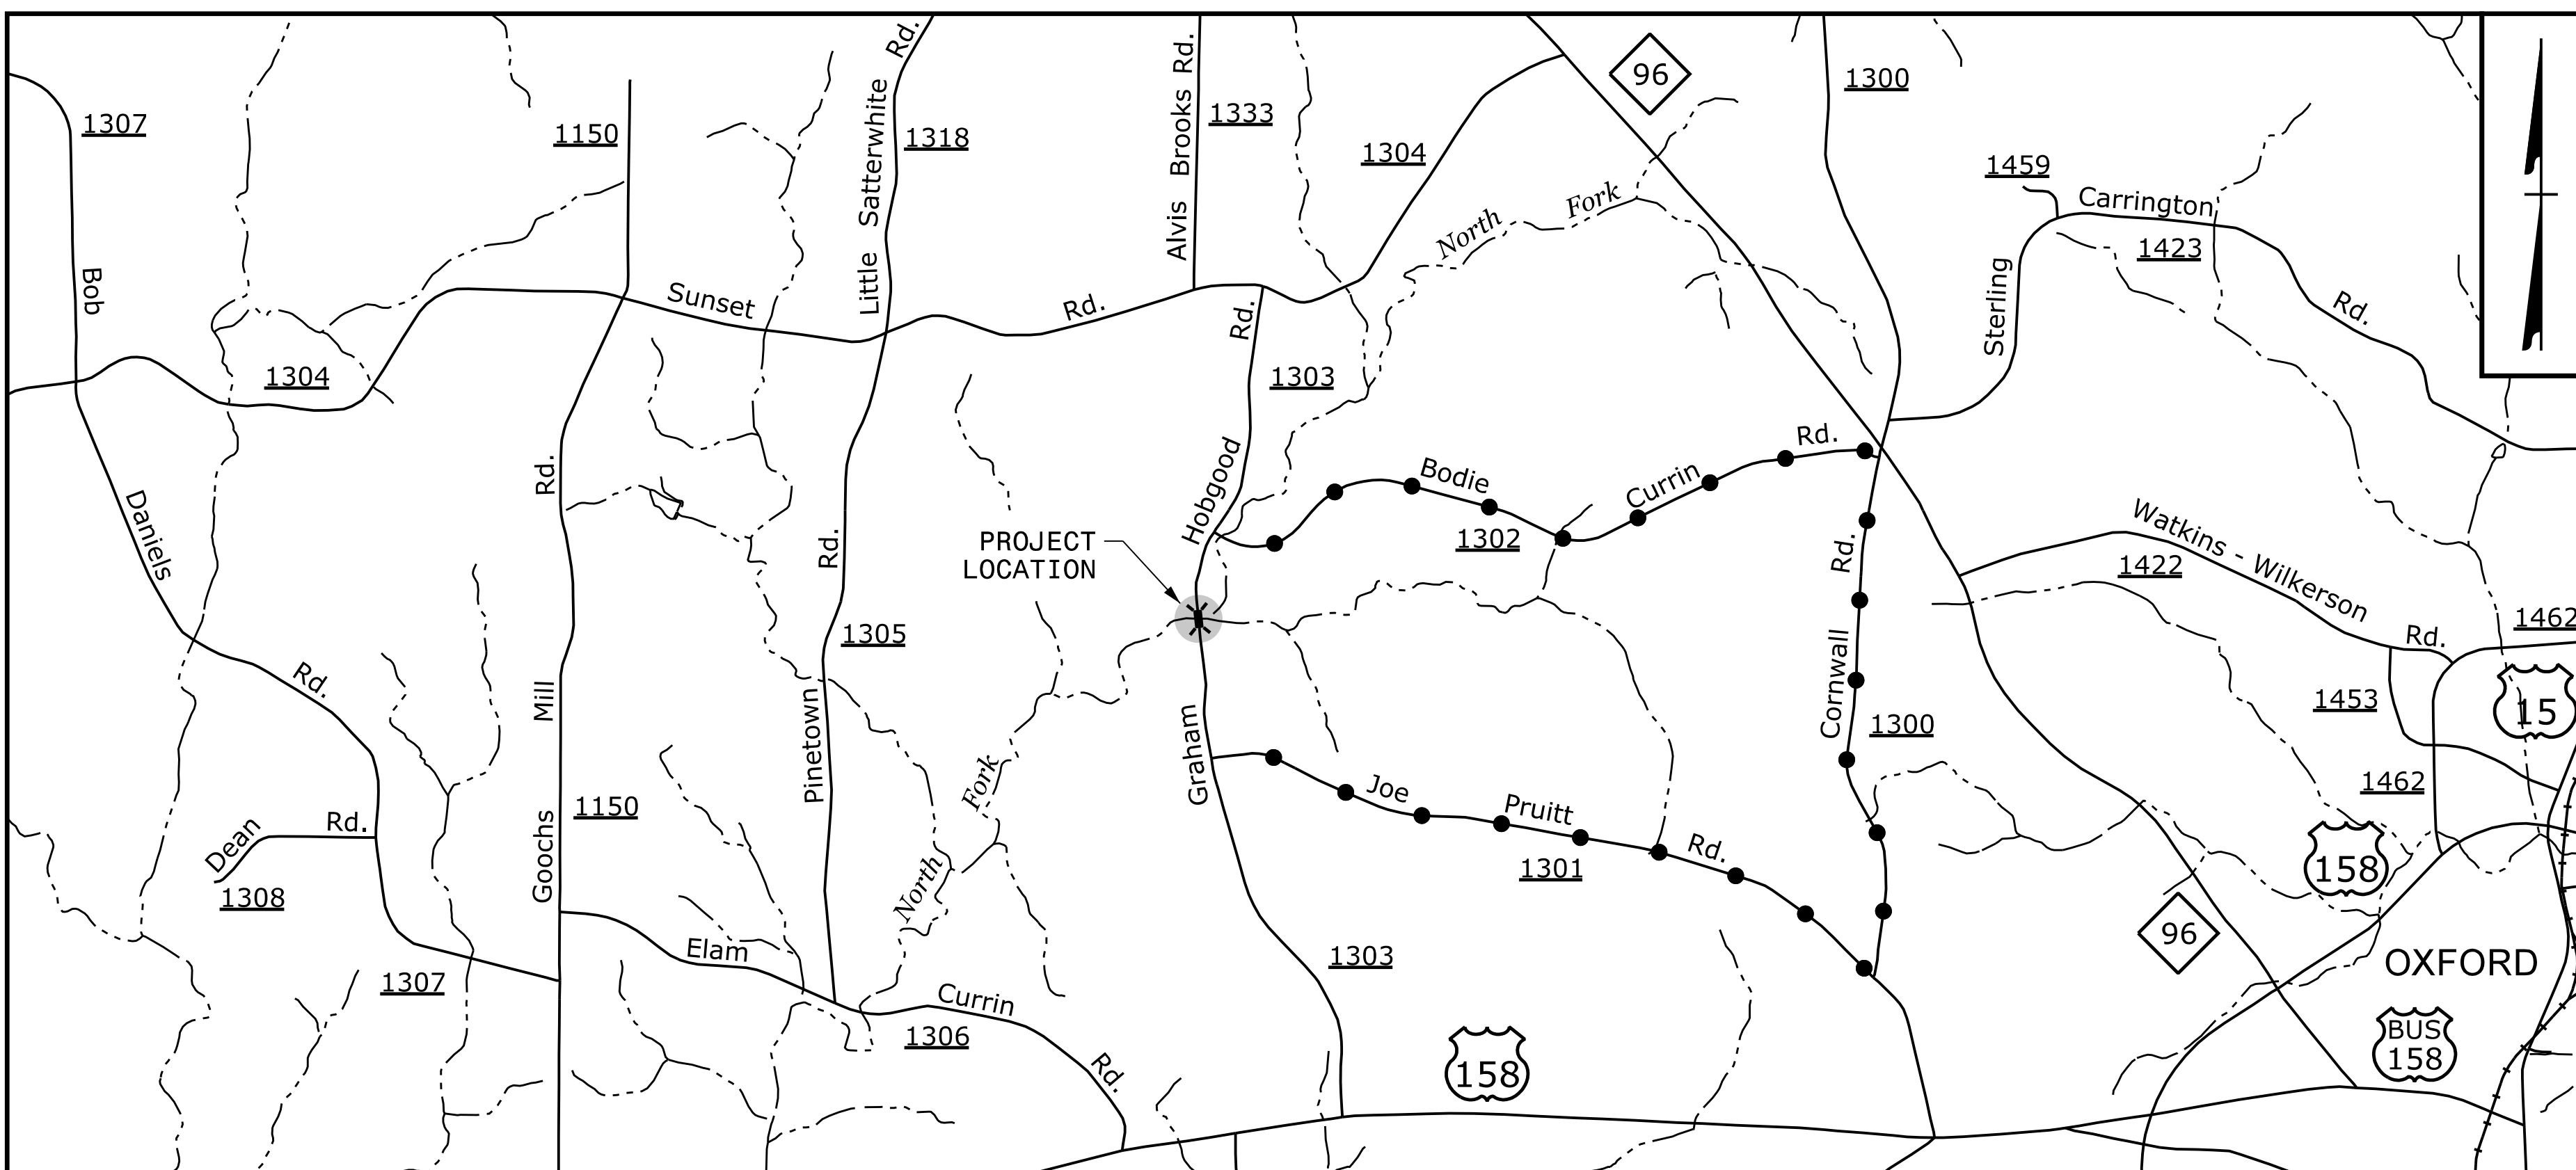 Rd.
96
1300
1307
1150
1318
1333
1304
1459
Little Satterwhite
Alvis Brooks Rd.
Carrington
1423
North Fork
Bob
Sunset
Rd.
Rd.
Sterling
Rd.
1304
1303
Rd.
Bodie
Currin
Rd.
Hobgood
Daniels
PROJECT
LOCATION
1302
Rd.
Rd.
Watkins - Wilkerson
1422
1462
Rd.
1305
Rd.
Mill
Pinetown
Graham
Cornwall
1300
1453
15
1462
Goochs
1150
Fork
Joe
Pruitt
Rd.
1301
158
Dean
Rd.
1308
North
Elam
1303
96
OXFORD
1307
Currin
1306
Rd.
158
BUS
158